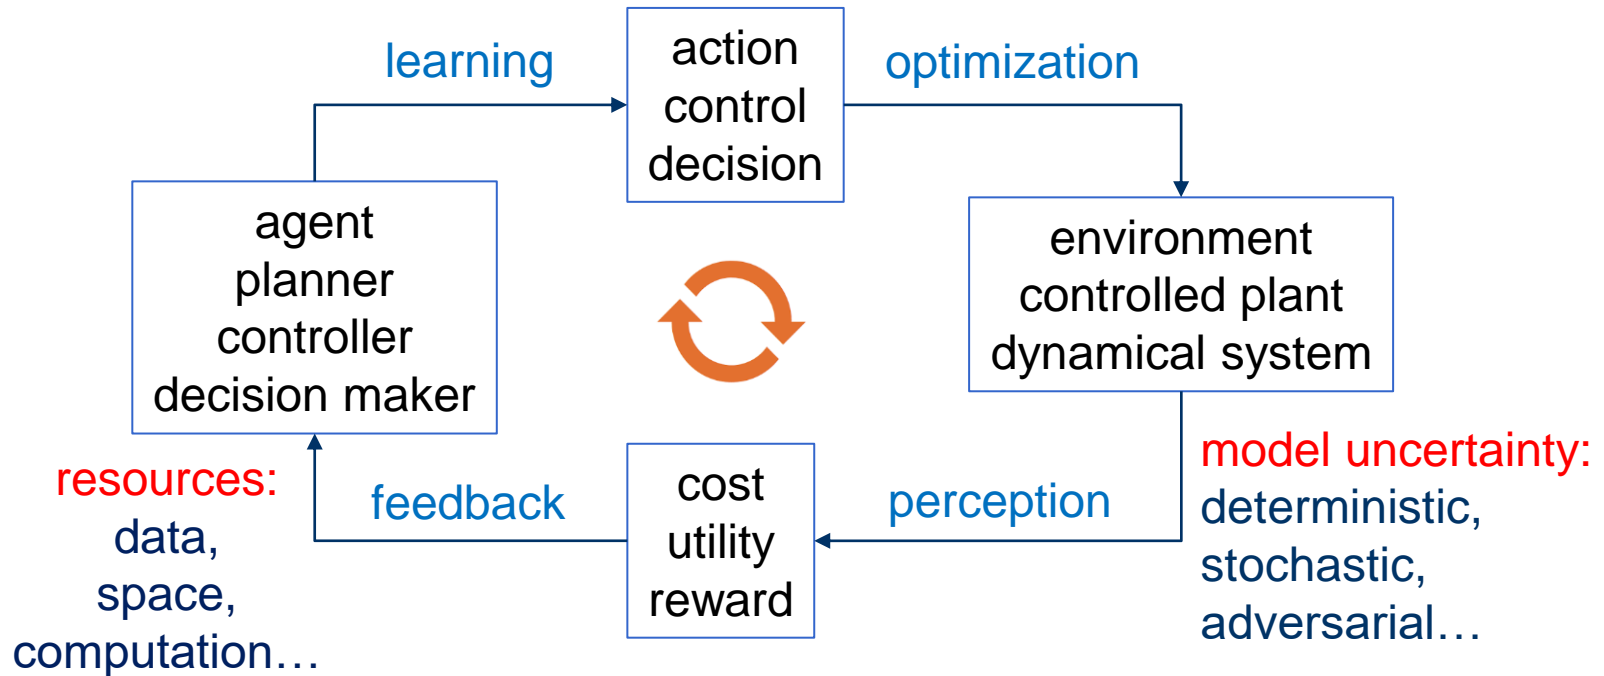 learning
action
control
decision
optimization
agent
planner
controller
decision maker
environment
controlled plant
dynamical system
resources:
data,
space,
computation…
feedback
cost
utility
reward
perception
model uncertainty:
deterministic,
stochastic,
adversarial…